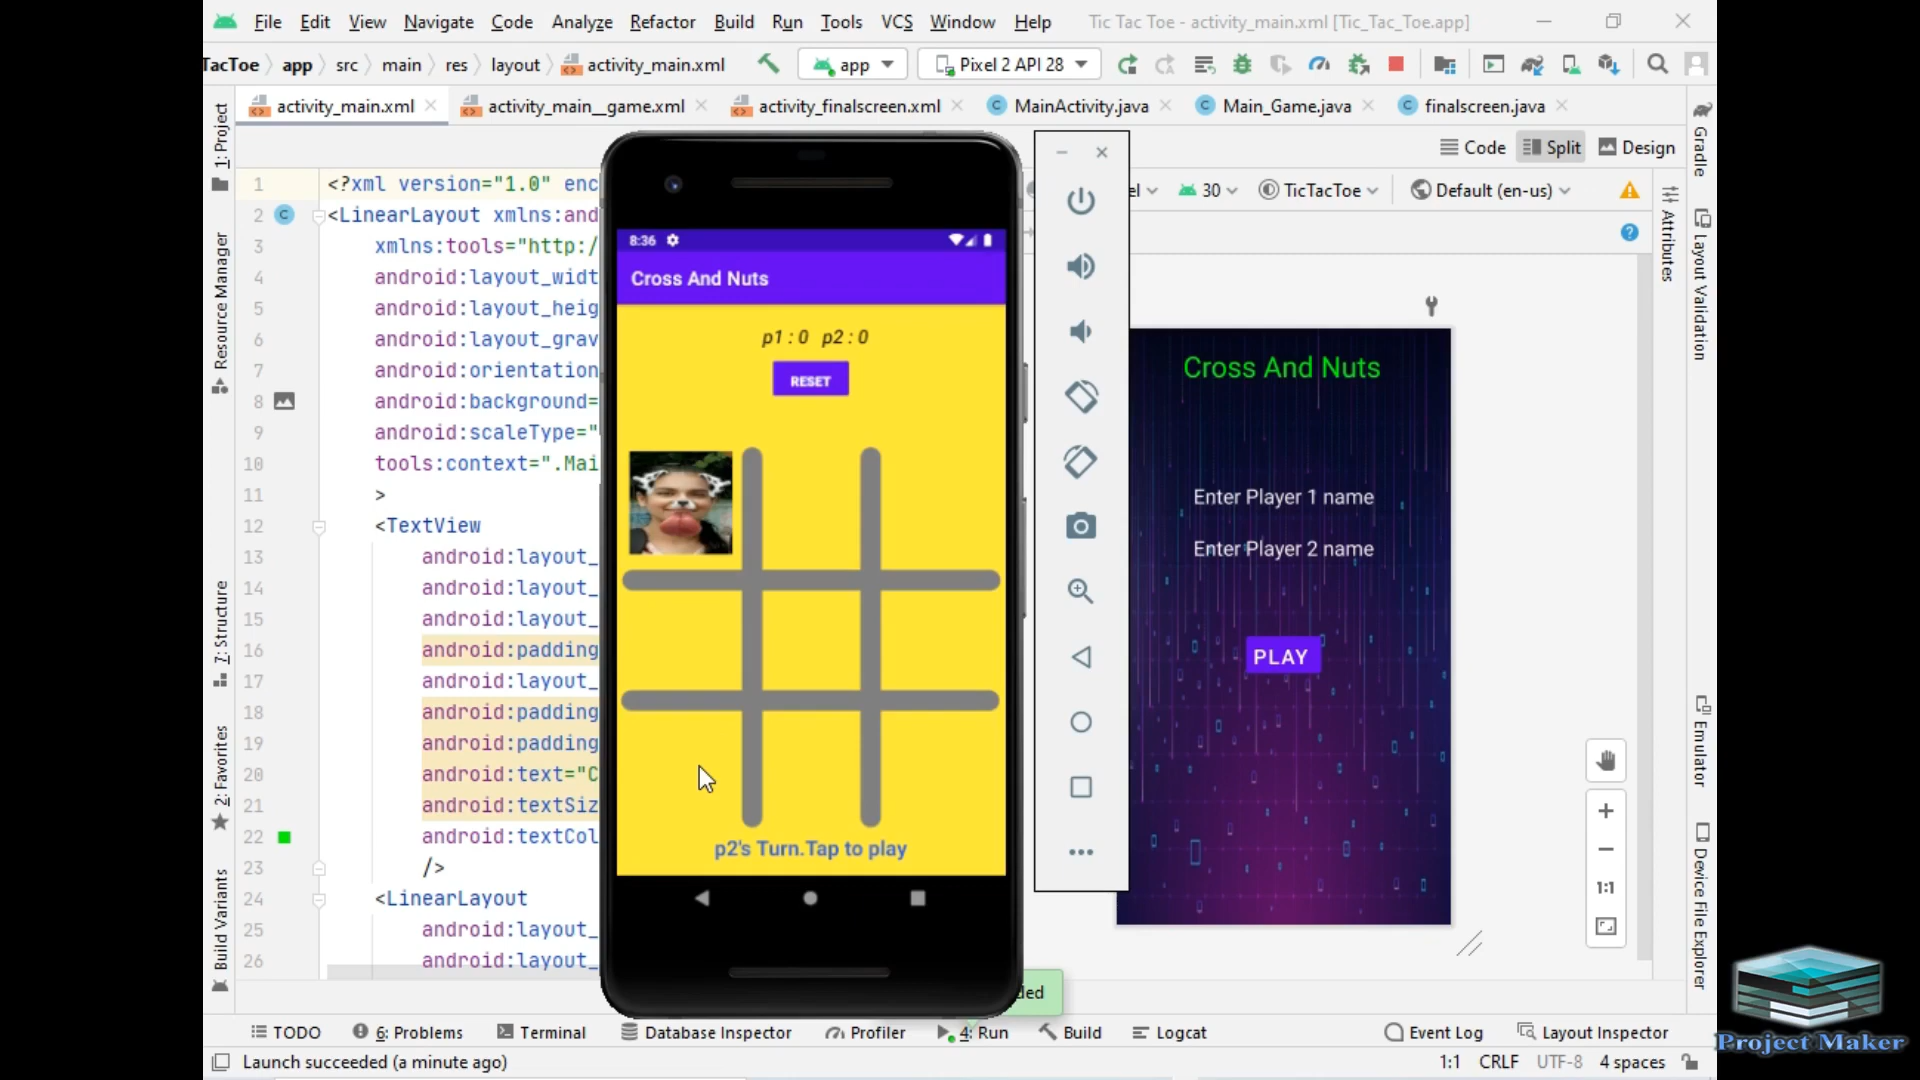 File Edit View Navigate Code Analyze Refactor Build Run Tools VCS Window Help Tic Tac Toe - activity_main.xml [Tic_Tac_Toe.app]
TacToe app src main res layout activity_main.xml app Pixel 2 API 28
activity_main.xml activity_main__game.xml activity_finalscreen.xml MainActivity.java Main_Game.java finalscreen.java
Code Split Design
30 TicTacToe Default (en-us)
1: Project
Resource Manager
7: Structure
2: Favorites
Build Variants
1 <?xml version="1.0" enc
2 <LinearLayout xmlns:and
3 xmlns:tools="http:/
4 android:layout_widt
5 android:layout_heig
6 android:layout_grav
7 android:orientation
8 android:background=
9 android:scaleType="
10 tools:context=".Mai
11 >
12 <TextView
13 android:layout_
14 android:layout_
15 android:layout_
16 android:padding
17 android:layout_
18 android:padding
19 android:padding
20 android:text="C
21 android:textSiz
22 android:textCol
23 />
24 <LinearLayout
25 android:layout_
26 android:layout_
8:36
Cross And Nuts
p1 : 0 p2 : 0
RESET
p2's Turn.Tap to play
Cross And Nuts
Enter Player 1 name
Enter Player 2 name
PLAY
1:1
Gradle
Attributes
Layout Validation
Emulator
Device File Explorer
TODO 6: Problems Terminal Database Inspector Profiler 4: Run Build Logcat Event Log Layout Inspector
Launch succeeded (a minute ago) 1:1 CRLF UTF-8 4 spaces
Project Maker